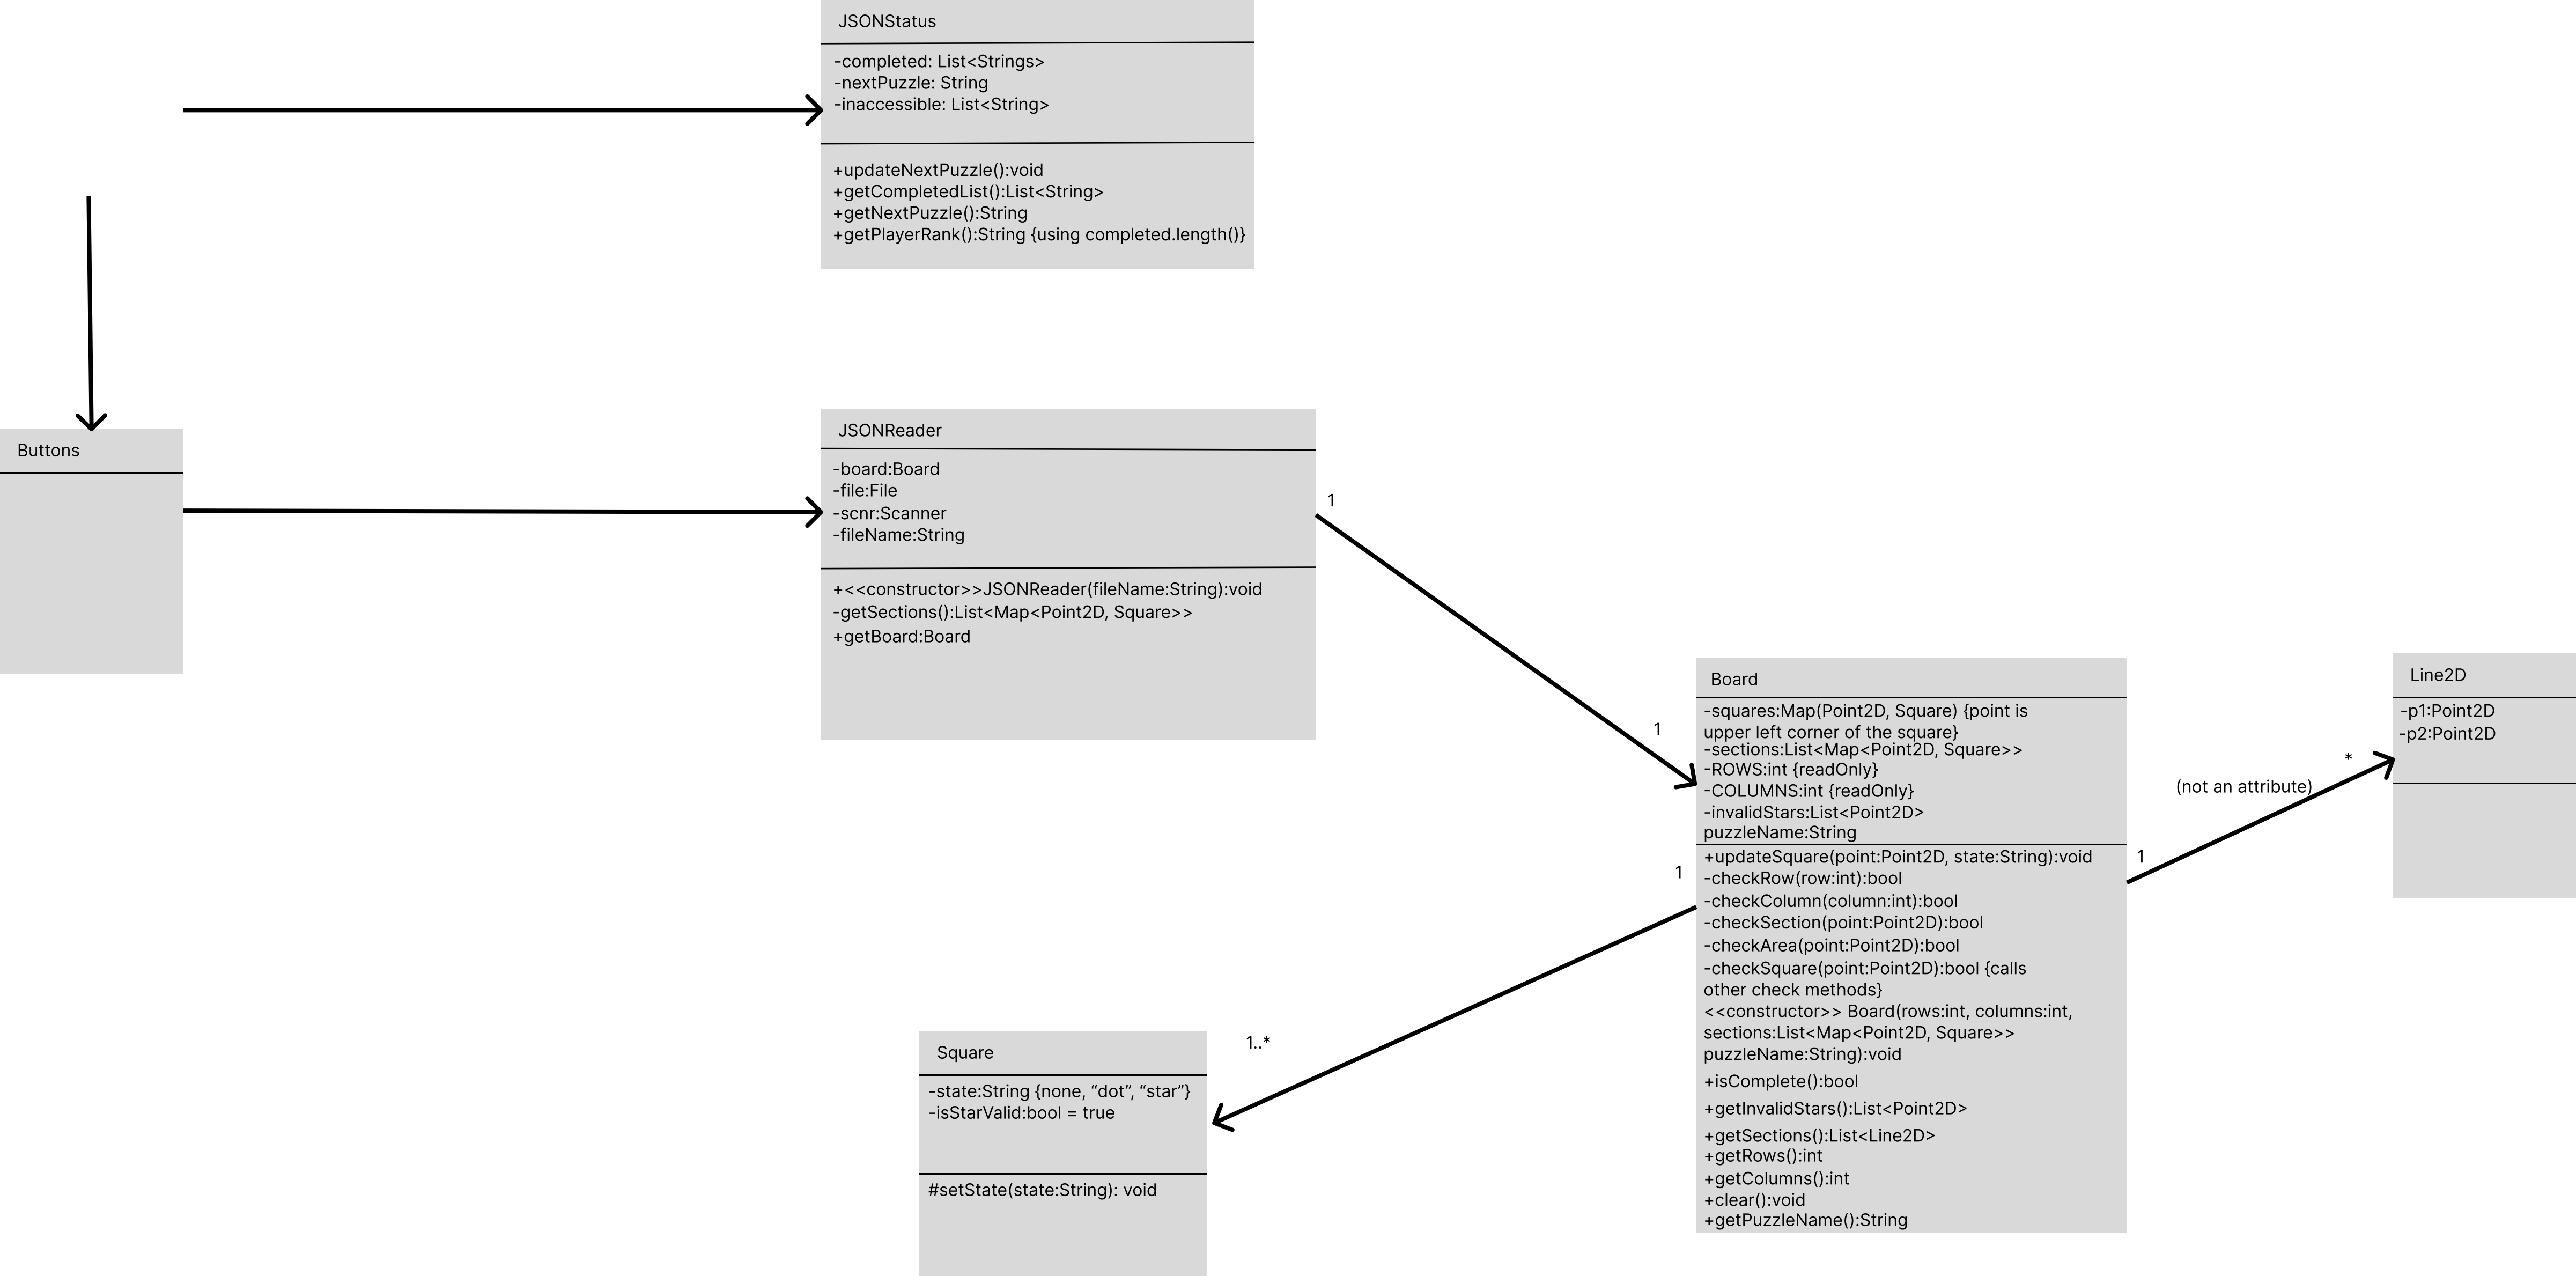 JSONStatus
-completed: List<Strings>
-nextPuzzle: String
-inaccessible: List<String>
+updateNextPuzzle():void
+getCompletedList():List<String>
+getNextPuzzle():String
+getPlayerRank():String {using completed.length()}
Buttons
JSONReader
-board:Board
-file:File
-scnr:Scanner
-fileName:String
+<<constructor>>JSONReader(fileName:String):void
-getSections():List<Map<Point2D, Square>>
+getBoard:Board
1
1
Board
-squares:Map(Point2D, Square) {point is
upper left corner of the square}
-sections:List<Map<Point2D, Square>>
-ROWS:int {readOnly}
-COLUMNS:int {readOnly}
-invalidStars:List<Point2D>
puzzleName:String
+updateSquare(point:Point2D, state:String):void
-checkRow(row:int):bool
-checkColumn(column:int):bool
-checkSection(point:Point2D):bool
-checkArea(point:Point2D):bool
-checkSquare(point:Point2D):bool {calls
other check methods}
<<constructor>> Board(rows:int, columns:int,
sections:List<Map<Point2D, Square>>
puzzleName:String):void
+isComplete():bool
+getInvalidStars():List<Point2D>
+getSections():List<Line2D>
+getRows():int
+getColumns():int
+clear():void
+getPuzzleName():String
1
(not an attribute)
*
Line2D
-p1:Point2D
-p2:Point2D
1
1..*
Square
-state:String {none, “dot”, “star”}
-isStarValid:bool = true
#setState(state:String): void